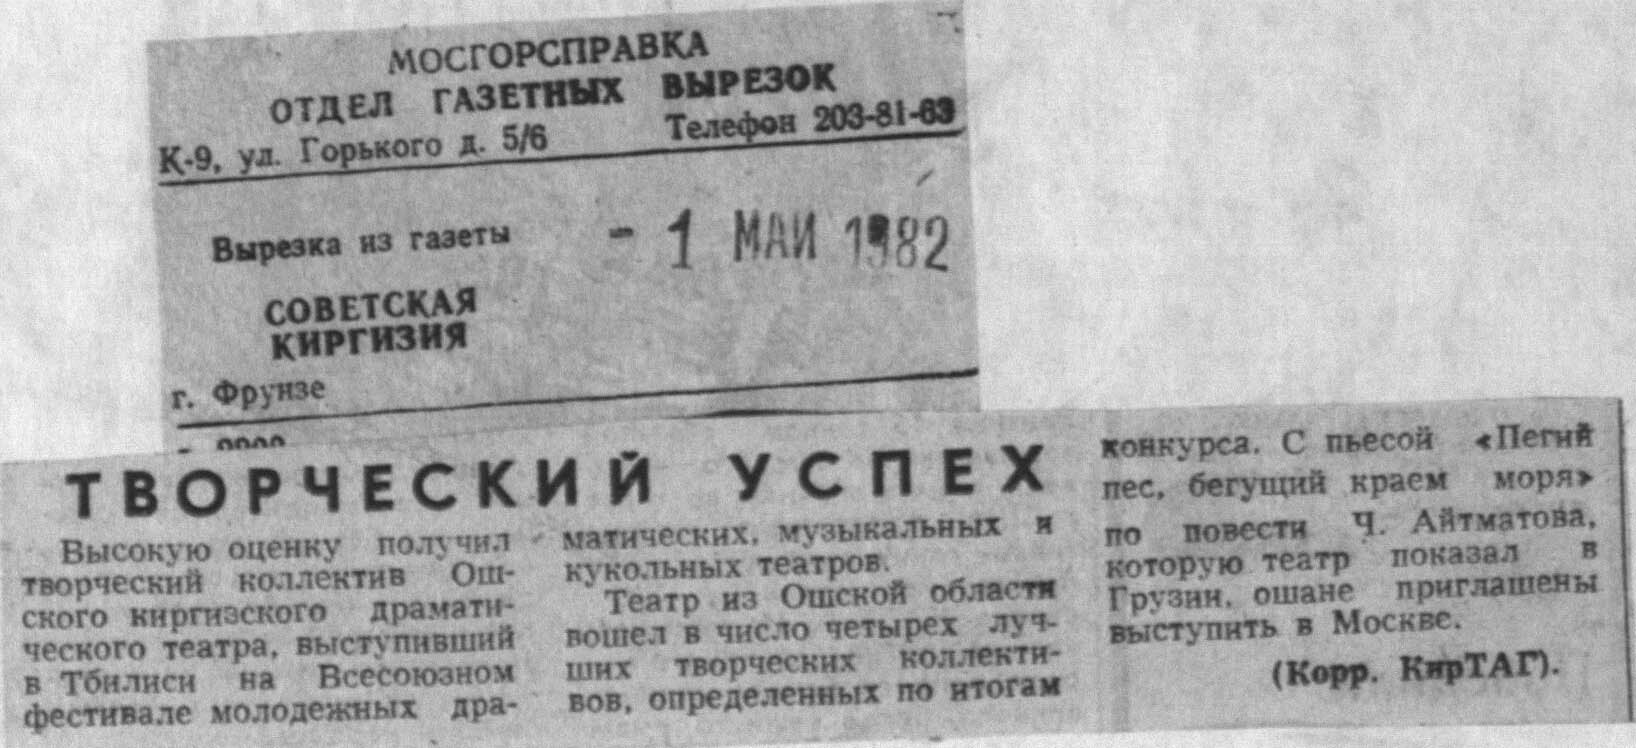 МОСГОРСПРАВКА
ОТДЕЛ ГАЗЕТНЫХ ВЫРЕЗОК
К-9, ул. Горького д. 5/6 Телефон 203-81-63
Вырезка из газеты - 1 МАЙ 1982
СОВЕТСКАЯ
КИРГИЗИЯ
г. Фрунзе
ТВОРЧЕСКИЙ УСПЕХ
Высокую оценку получил
творческий коллектив Ош-
ского киргизского драмати-
ческого театра, выступивший
в Тбилиси на Всесоюзном
фестивале молодежных дра-
матических, музыкальных и
кукольных театров.
Театр из Ошской области
вошел в число четырех луч-
ших творческих коллекти-
вов, определенных по итогам
конкурса. С пьесой «Пегий
пес, бегущий краем моря»
по повести Ч. Айтматова,
которую театр показал в
Грузии, ошане приглашены
выступить в Москве.
(Корр. КирТАГ).